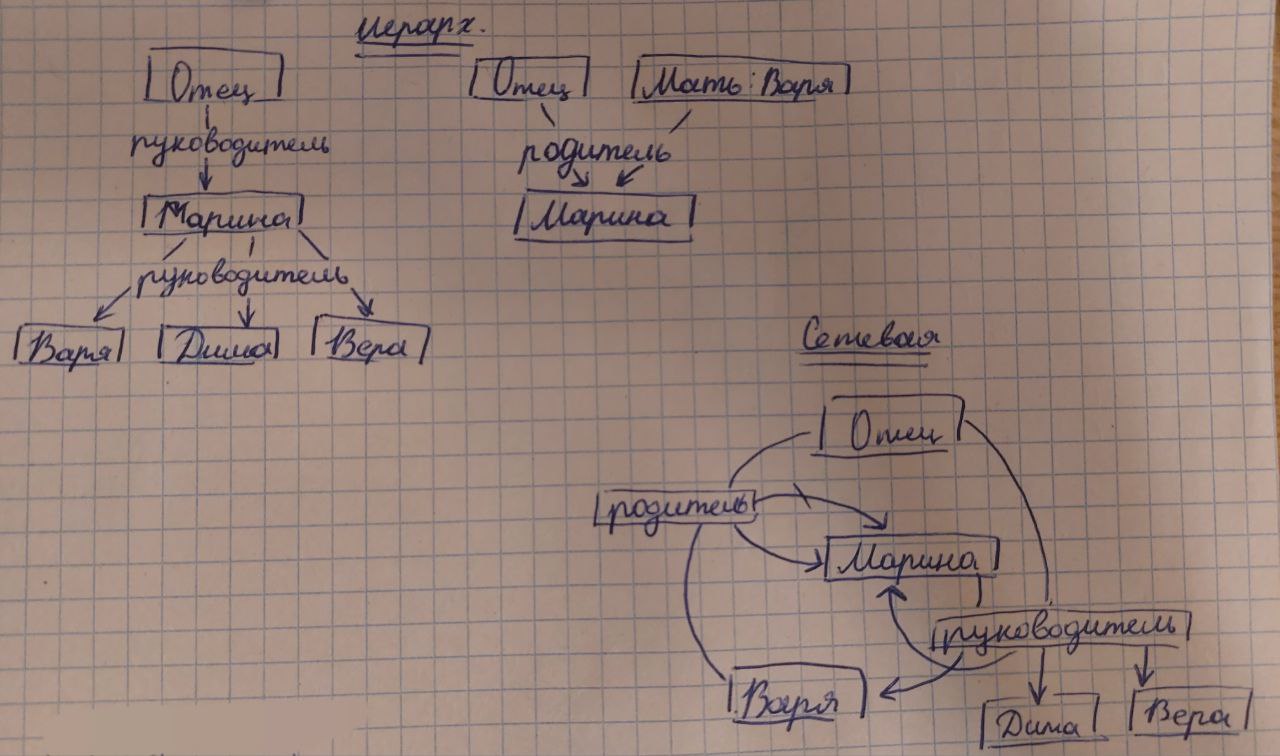 иерарх.
Отец
руководитель
Марина
руководитель
Варя Дима Вера
Отец Мать: Варя
родитель
Марина
Сетевая
Отец
родитель
Марина
руководитель
Варя
Дима Вера